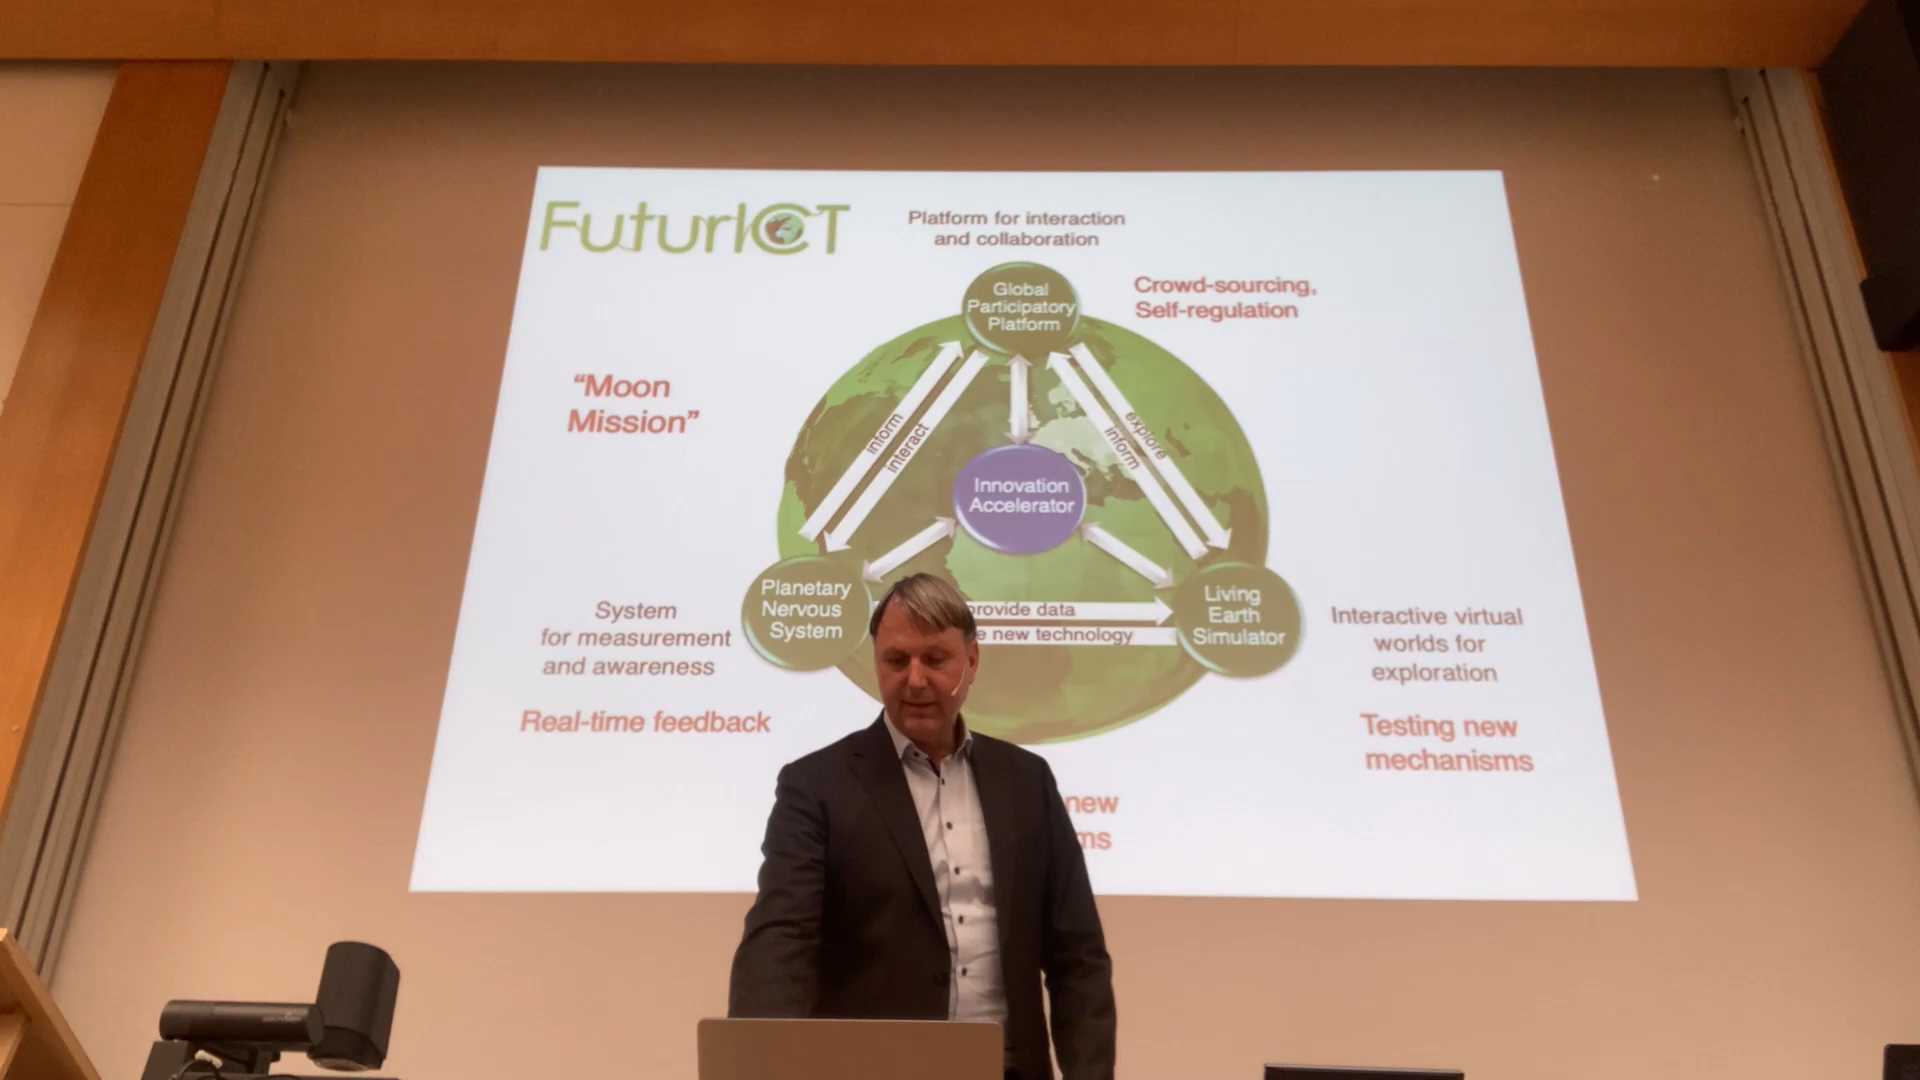 FuturICT
Platform for interaction
and collaboration
Global
Participatory
Platform
Crowd-sourcing,
Self-regulation
“Moon
Mission”
inform
interact
explore
inform
Innovation
Accelerator
Planetary
Nervous
System
provide data
new technology
Living
Earth
Simulator
System
for measurement
and awareness
Interactive virtual
worlds for
exploration
Real-time feedback
Testing new
mechanisms
new